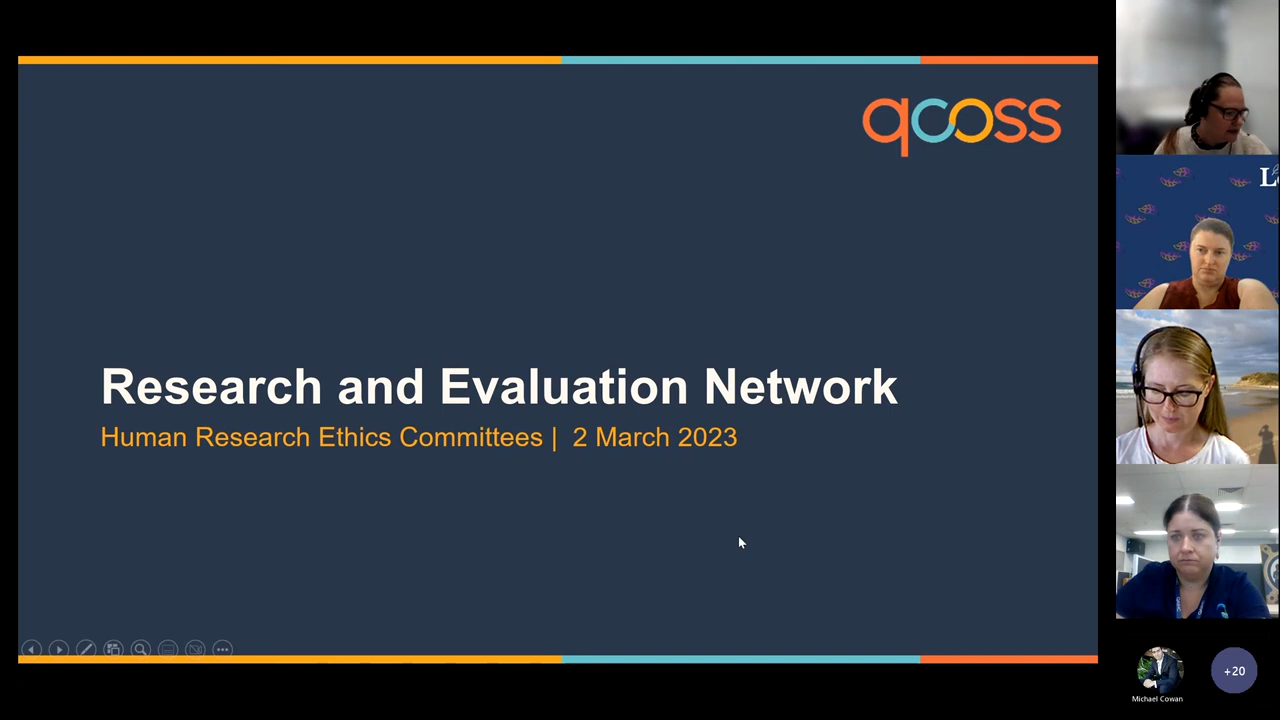 qcoss
Research and Evaluation Network
Human Research Ethics Committees | 2 March 2023
Michael Cowan
+20